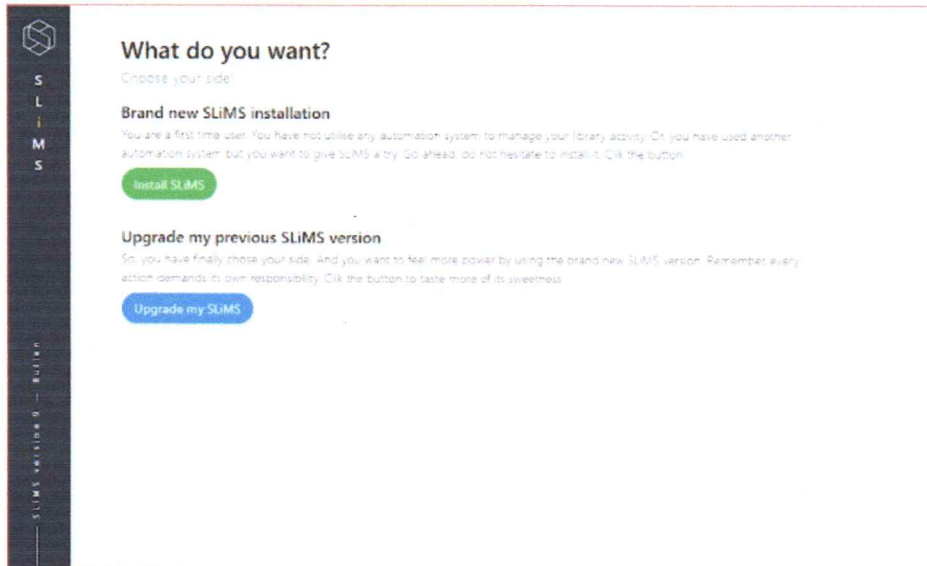 S
L
i
M
S
SLiMS version 9 — Bulian
What do you want?
Choose your side!
Brand new SLiMS installation
You are a first time user. You have not utilise any automation system to manage your library activity. Or, you have used another
automation system but you want to give SLiMS a try. Go ahead, do not hesitate to install it. Clik the button
Install SLiMS
Upgrade my previous SLiMS version
So, you have finally chose your side. And you want to feel more power by using the brand new SLiMS version. Remember, every
action demands its own responsibility. Clik the button to taste more of its sweetness
Upgrade my SLiMS